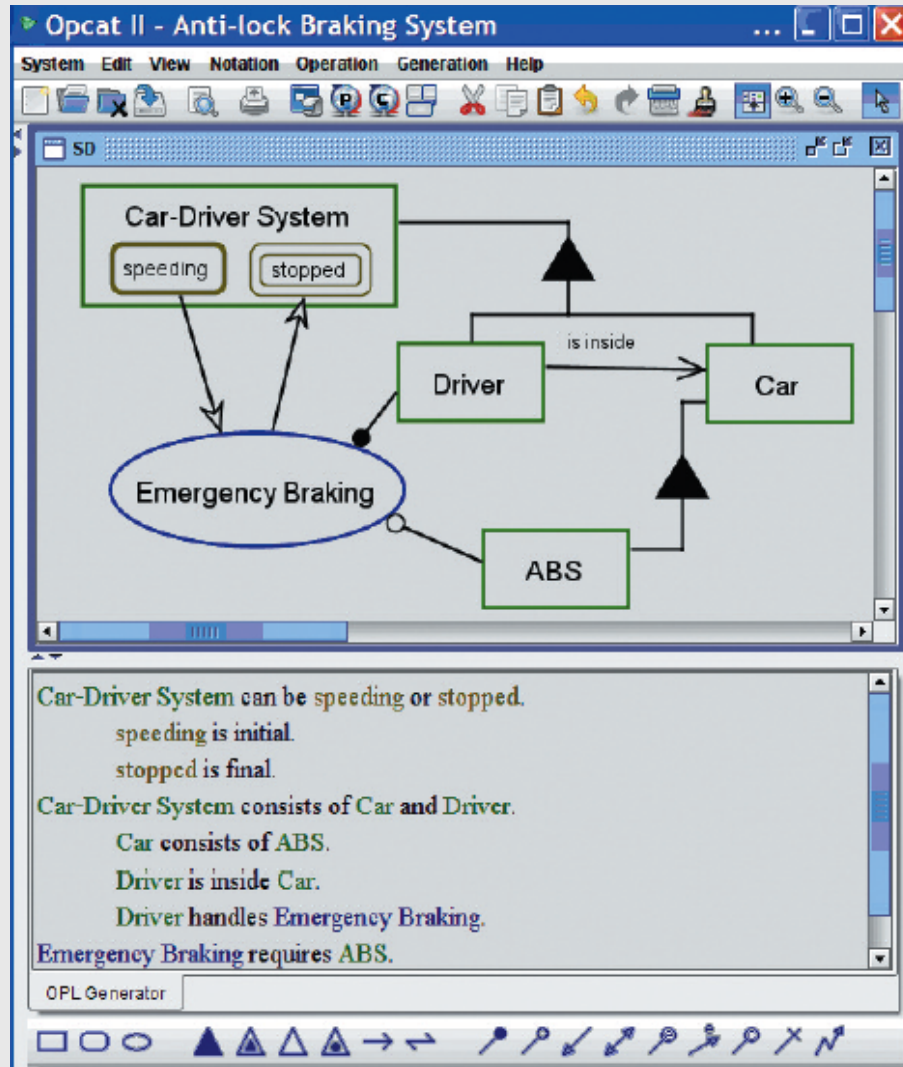 Opcat II - Anti-lock Braking System ...
System Edit View Notation Operation Generation Help
SD
Car-Driver System
speeding stopped
is inside
Driver
Car
Emergency Braking
ABS
Car-Driver System can be speeding or stopped.
speeding is initial.
stopped is final.
Car-Driver System consists of Car and Driver.
Car consists of ABS.
Driver is inside Car.
Driver handles Emergency Braking.
Emergency Braking requires ABS.
OPL Generator